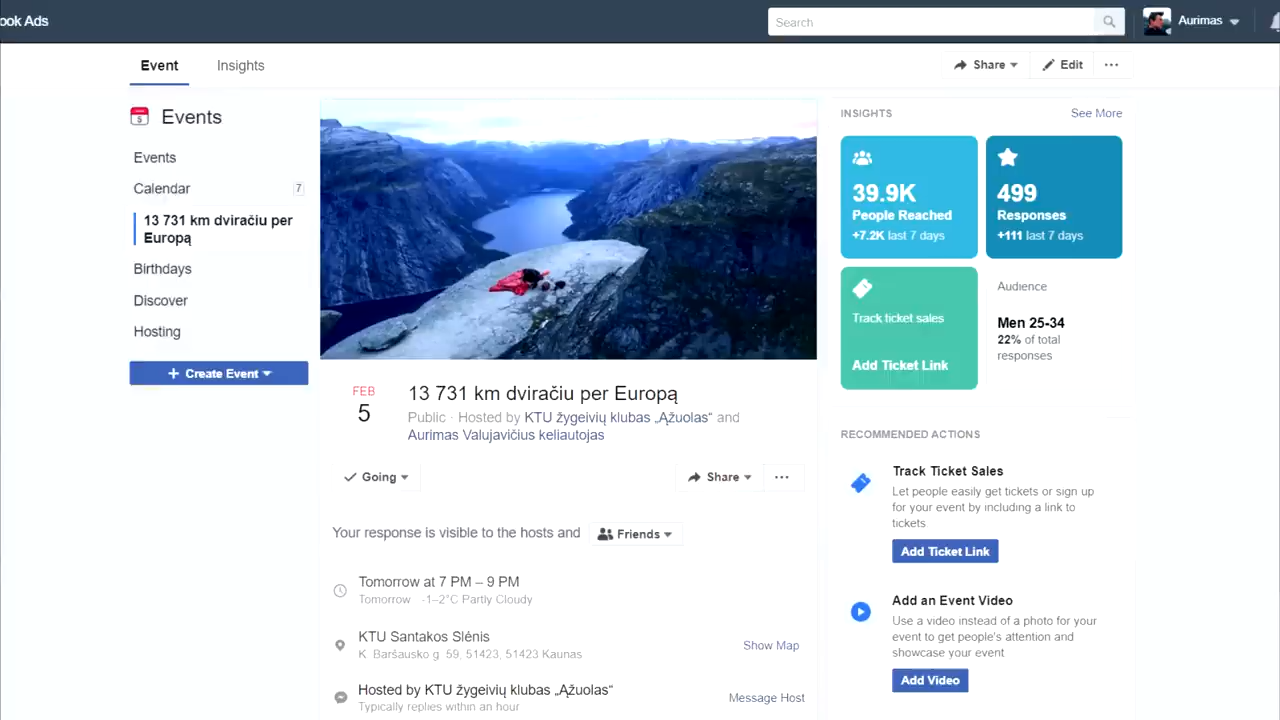 ook Ads
Search
Aurimas
Event
Insights
Share
Edit
Events
Events
Calendar
7
13 731 km dviračiu per
Europą
Birthdays
Discover
Hosting
+ Create Event
FEB
5
13 731 km dviračiu per Europą
Public · Hosted by KTU žygeivių klubas „Ąžuolas“ and
Aurimas Valujavičius keliautojas
Going
Share
Your response is visible to the hosts and
Friends
Tomorrow at 7 PM – 9 PM
Tomorrow -1–2°C Partly Cloudy
KTU Santakos Slėnis
K. Baršausko g. 59, 51423, 51423 Kaunas
Show Map
Hosted by KTU žygeivių klubas „Ąžuolas“
Typically replies within an hour
Message Host
INSIGHTS
See More
39.9K
People Reached
+7.2K last 7 days
499
Responses
+111 last 7 days
Track ticket sales
Add Ticket Link
Audience
Men 25-34
22% of total
responses
RECOMMENDED ACTIONS
Track Ticket Sales
Let people easily get tickets or sign up
for your event by including a link to
tickets
Add Ticket Link
Add an Event Video
Use a video instead of a photo for your
event to get people's attention and
showcase your event
Add Video